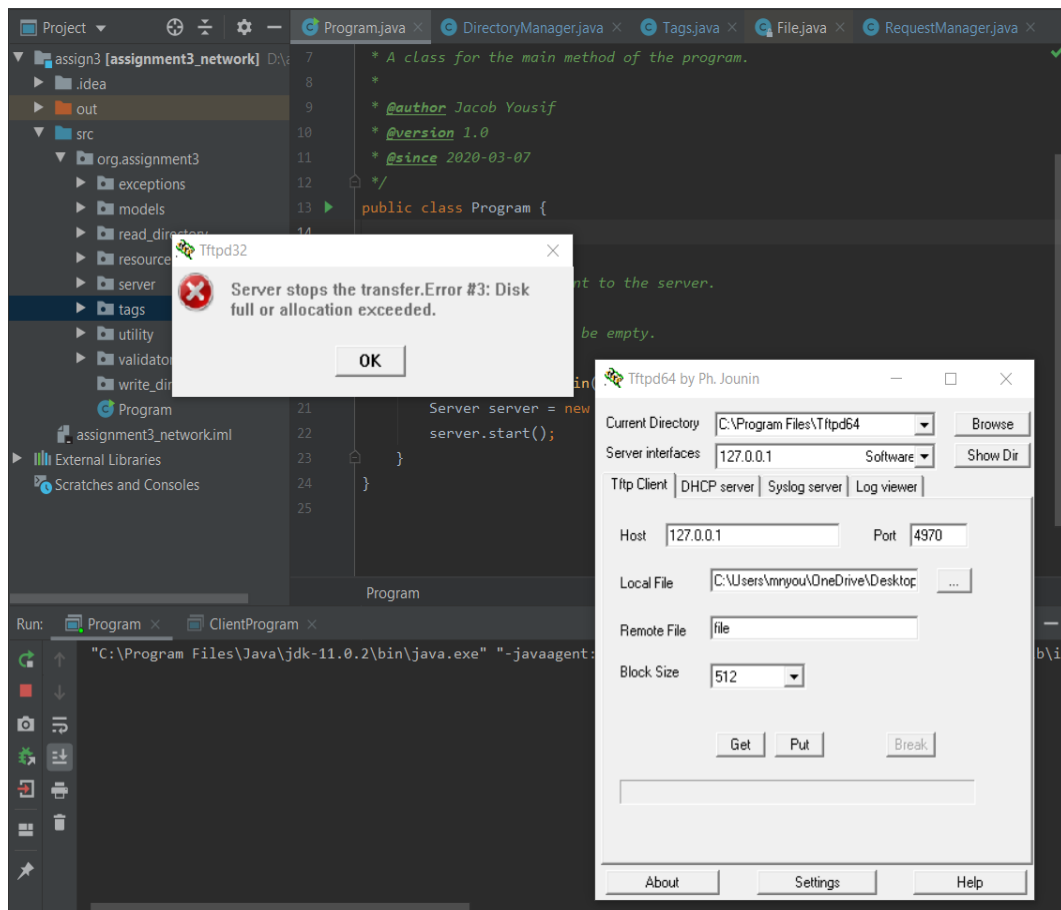 Project
Program.java
DirectoryManager.java
Tags.java
File.java
RequestManager.java
assign3 [assignment3_network] D:\a
.idea
out
src
org.assignment3
exceptions
models
read_directory
resource
server
tags
utility
validator
write_dir
Program
assignment3_network.iml
External Libraries
Scratches and Consoles
7 * A class for the main method of the program.
8 *
9 * @author Jacob Yousif
10 * @version 1.0
11 * @since 2020-03-07
12 */
13 public class Program {
14
nt to the server.
be empty.
in(
21 Server server = new
22 server.start();
23 }
24 }
25
Program
Tftpd32
Server stops the transfer.Error #3: Disk
full or allocation exceeded.
OK
Tftpd64 by Ph. Jounin
Current Directory C:\Program Files\Tftpd64 Browse
Server interfaces 127.0.0.1 Software Show Dir
Tftp Client DHCP server Syslog server Log viewer
Host 127.0.0.1 Port 4970
Local File C:\Users\mnyou\OneDrive\Desktop ...
Remote File file
Block Size 512
Get Put Break
About Settings Help
Run: Program ClientProgram
"C:\Program Files\Java\jdk-11.0.2\bin\java.exe" "-javaagent: b\i